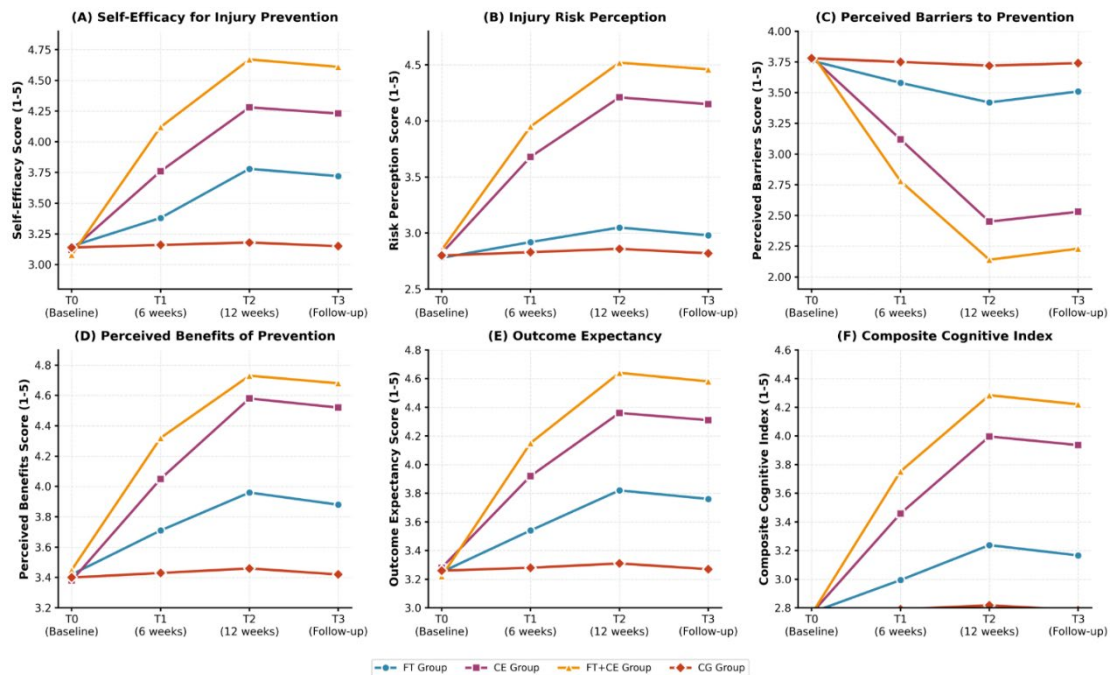 (A) Self-Efficacy for Injury Prevention
Self-Efficacy Score (1-5)
4.75
4.50
4.25
4.00
3.75
3.50
3.25
3.00
T0
(Baseline)
T1
(6 weeks)
T2
(12 weeks)
T3
(Follow-up)
(B) Injury Risk Perception
Risk Perception Score (1-5)
4.5
4.0
3.5
3.0
2.5
T0
(Baseline)
T1
(6 weeks)
T2
(12 weeks)
T3
(Follow-up)
(C) Perceived Barriers to Prevention
Perceived Barriers Score (1-5)
4.00
3.75
3.50
3.25
3.00
2.75
2.50
2.25
2.00
T0
(Baseline)
T1
(6 weeks)
T2
(12 weeks)
T3
(Follow-up)
(D) Perceived Benefits of Prevention
Perceived Benefits Score (1-5)
4.8
4.6
4.4
4.2
4.0
3.8
3.6
3.4
3.2
T0
(Baseline)
T1
(6 weeks)
T2
(12 weeks)
T3
(Follow-up)
(E) Outcome Expectancy
Outcome Expectancy Score (1-5)
4.8
4.6
4.4
4.2
4.0
3.8
3.6
3.4
3.2
3.0
T0
(Baseline)
T1
(6 weeks)
T2
(12 weeks)
T3
(Follow-up)
(F) Composite Cognitive Index
Composite Cognitive Index (1-5)
4.6
4.4
4.2
4.0
3.8
3.6
3.4
3.2
3.0
2.8
T0
(Baseline)
T1
(6 weeks)
T2
(12 weeks)
T3
(Follow-up)
FT Group
CE Group
FT+CE Group
CG Group